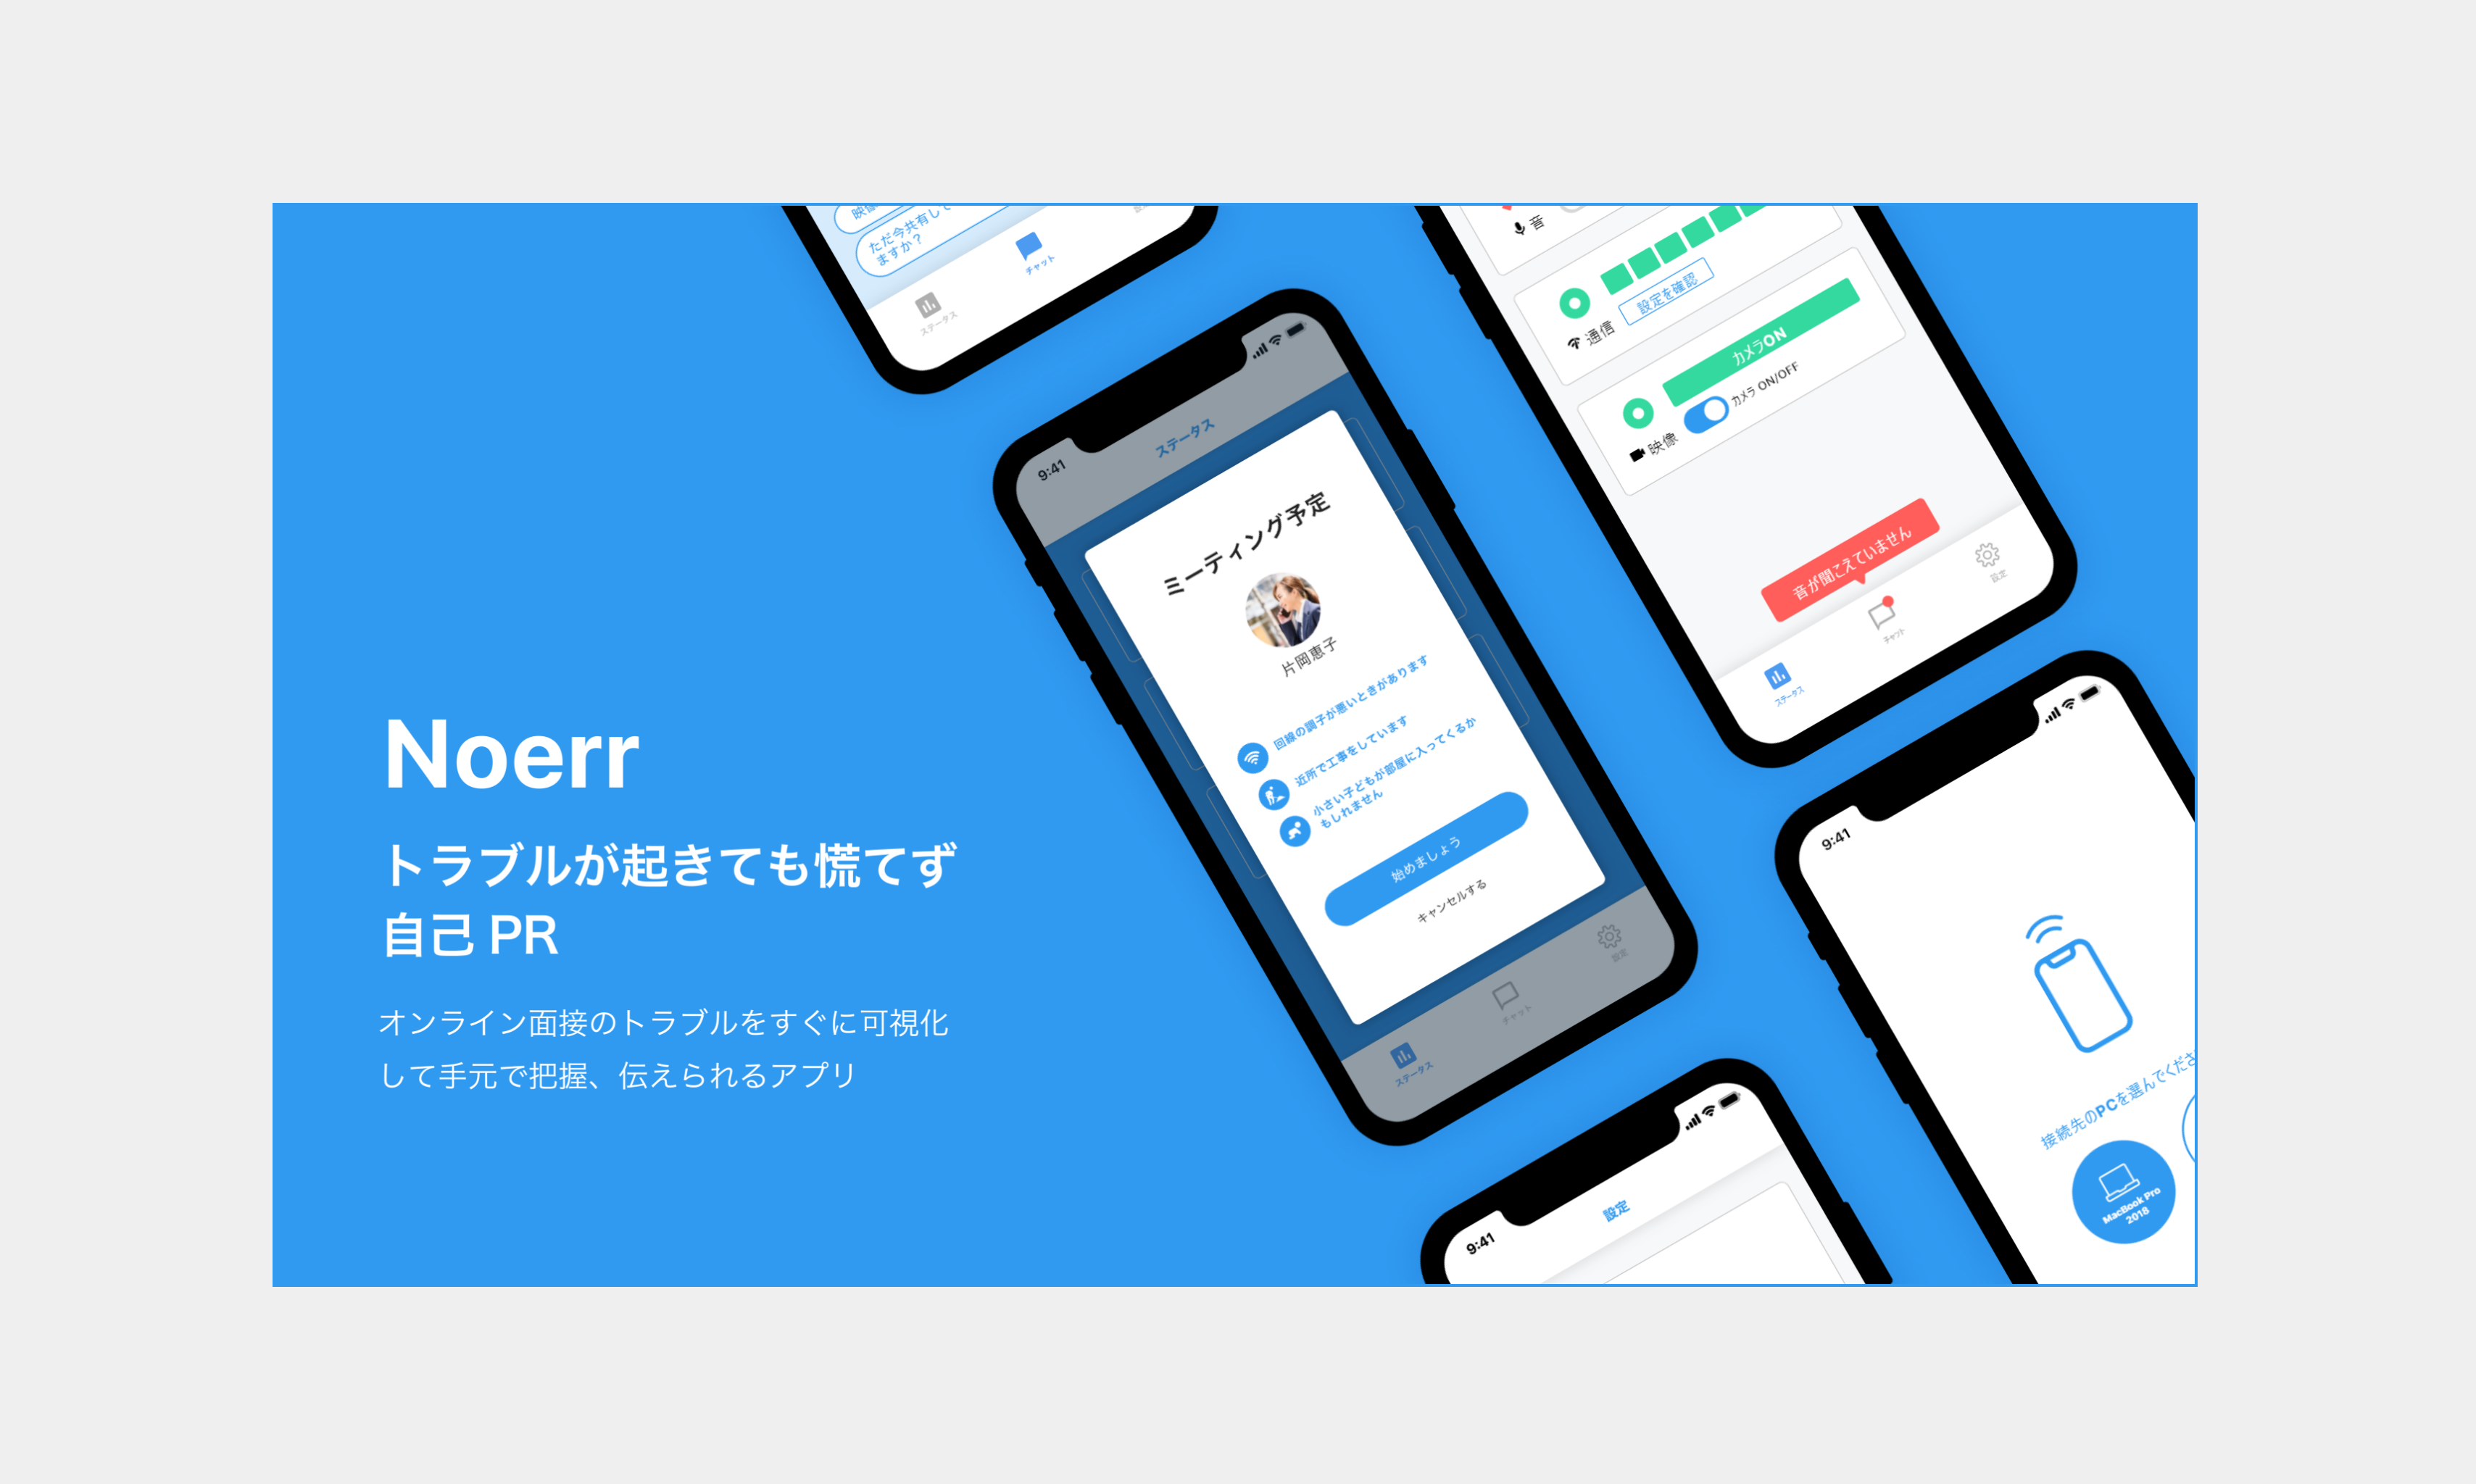 Noerr
トラブルが起きても慌てず
自己 PR
オンライン面接のトラブルをすぐに可視化
して手元で把握、伝えられるアプリ
ただ今共有して
ますか？
ステータス
チャット
9:41
ステータス
ミーティング予定
片岡恵子
回線の調子が悪いときがあります
近所で工事をしています
小さい子どもが部屋に入ってくるか
もしれません
始めましょう
キャンセルする
ステータス
チャット
設定
音
通信
設定を確認
カメラON
映像
カメラ ON/OFF
音が聞こえていません
ステータス
チャット
設定
9:41
設定
9:41
接続先のPCを選んでくださ
MacBook Pro
2018